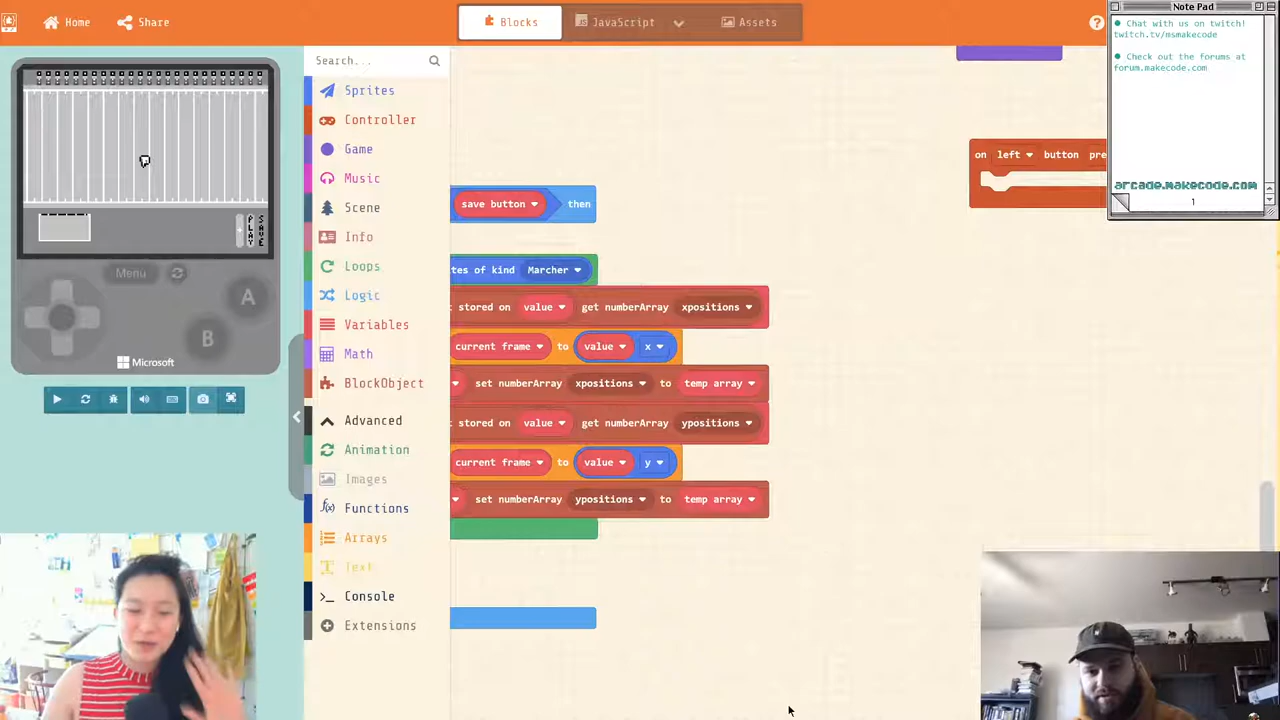 Home
Share
Blocks
JavaScript
Assets
?
Note Pad
● Chat with us on twitch!
twitch.tv/msmakecode
● Check out the forums at
forum.makecode.com
arcade.makecode.com
1
PLAY
SAVE
Menu
A
B
Microsoft
Search...
Sprites
Controller
Game
Music
Scene
Info
Loops
Logic
Variables
Math
BlockObject
Advanced
Animation
Images
Functions
Arrays
Text
Console
Extensions
save button then
tes of kind Marcher
stored on value get numberArray xpositions
current frame to value x
set numberArray xpositions to temp array
stored on value get numberArray ypositions
current frame to value y
set numberArray ypositions to temp array
on left button pre